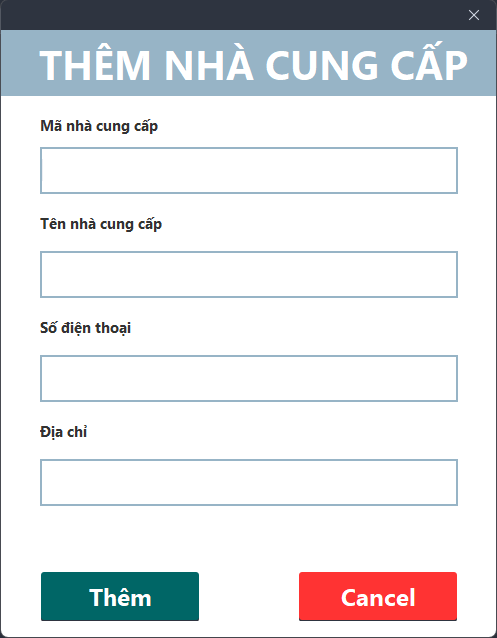 THÊM NHÀ CUNG CẤP
Mã nhà cung cấp
Tên nhà cung cấp
Số điện thoại
Địa chỉ
Thêm
Cancel